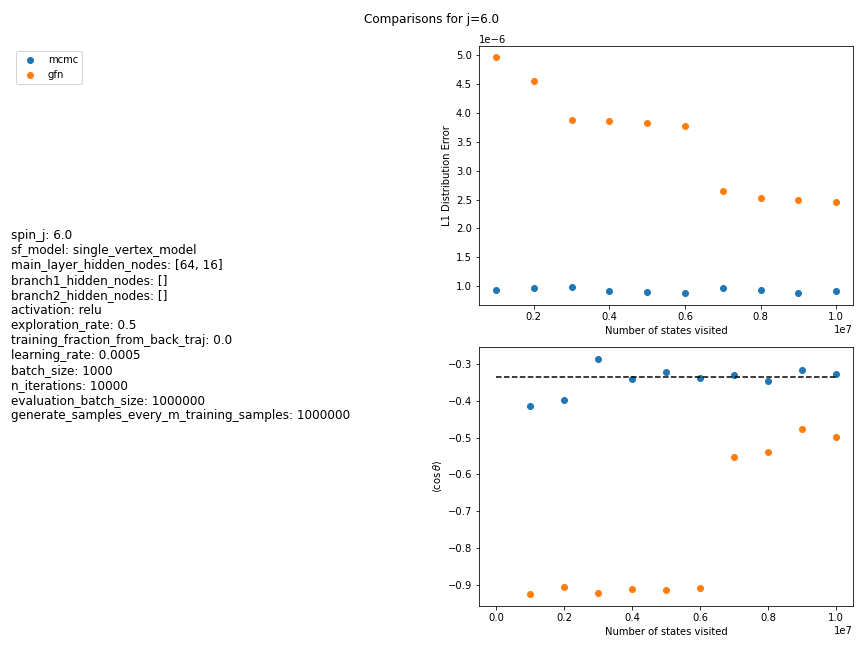 Comparisons for j=6.0
mcmc
gfn
spin_j: 6.0
sf_model: single_vertex_model
main_layer_hidden_nodes: [64, 16]
branch1_hidden_nodes: []
branch2_hidden_nodes: []
activation: relu
exploration_rate: 0.5
training_fraction_from_back_traj: 0.0
learning_rate: 0.0005
batch_size: 1000
n_iterations: 10000
evaluation_batch_size: 1000000
generate_samples_every_m_training_samples: 1000000
1e−6
L1 Distribution Error
5.0
4.5
4.0
3.5
3.0
2.5
2.0
1.5
1.0
0.2 0.4 0.6 0.8 1.0
Number of states visited
1e7
⟨cos θ⟩
−0.3
−0.4
−0.5
−0.6
−0.7
−0.8
−0.9
0.0 0.2 0.4 0.6 0.8 1.0
Number of states visited
1e7